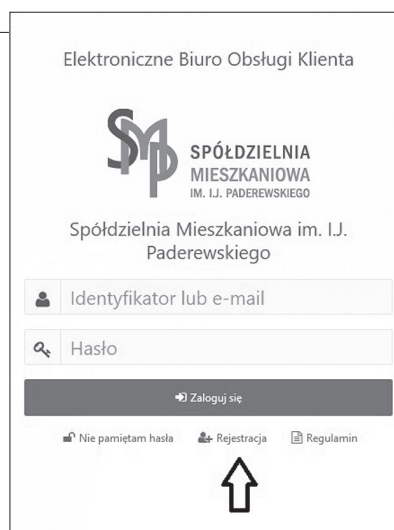 Elektroniczne Biuro Obsługi Klienta
SMP
SPÓŁDZIELNIA
MIESZKANIOWA
IM. I.J. PADEREWSKIEGO
Spółdzielnia Mieszkaniowa im. I.J.
Paderewskiego
Identyfikator lub e-mail
Hasło
Zaloguj się
Nie pamiętam hasła Rejestracja Regulamin